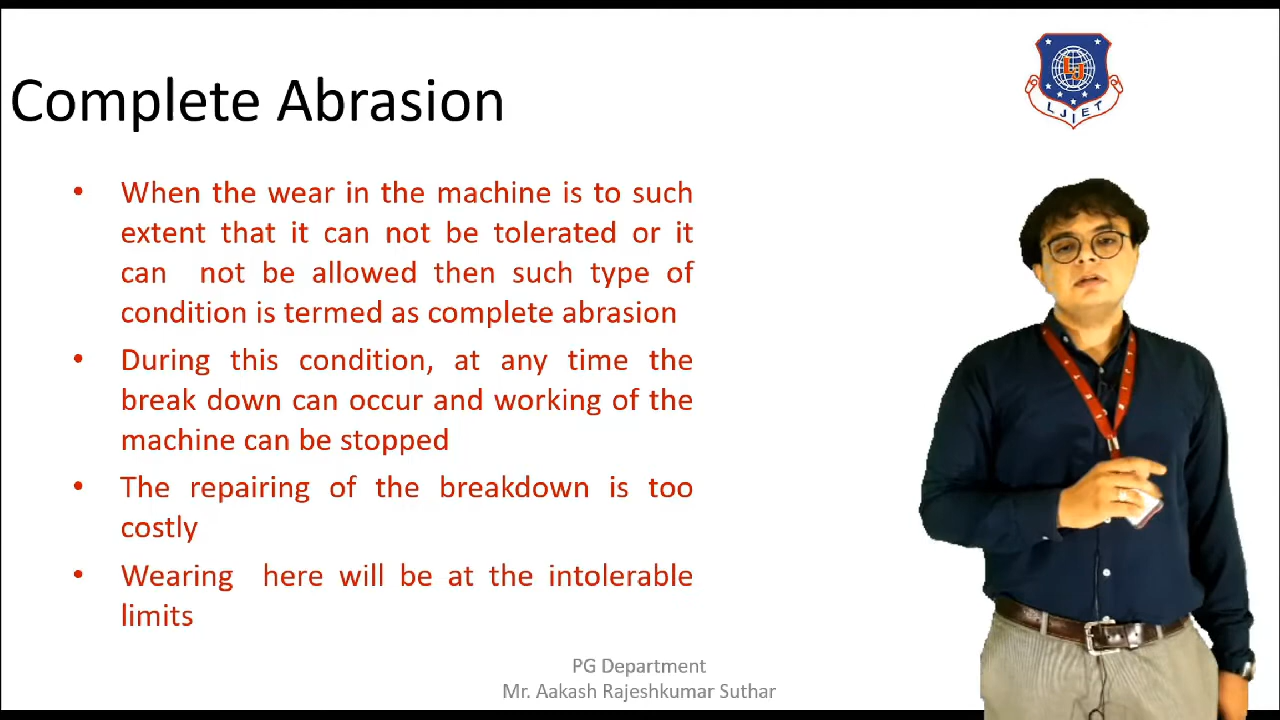 Complete Abrasion
LJIET
• When the wear in the machine is to such
extent that it can not be tolerated or it
can not be allowed then such type of
condition is termed as complete abrasion
• During this condition, at any time the
break down can occur and working of the
machine can be stopped
• The repairing of the breakdown is too
costly
• Wearing here will be at the intolerable
limits
PG Department
Mr. Aakash Rajeshkumar Suthar